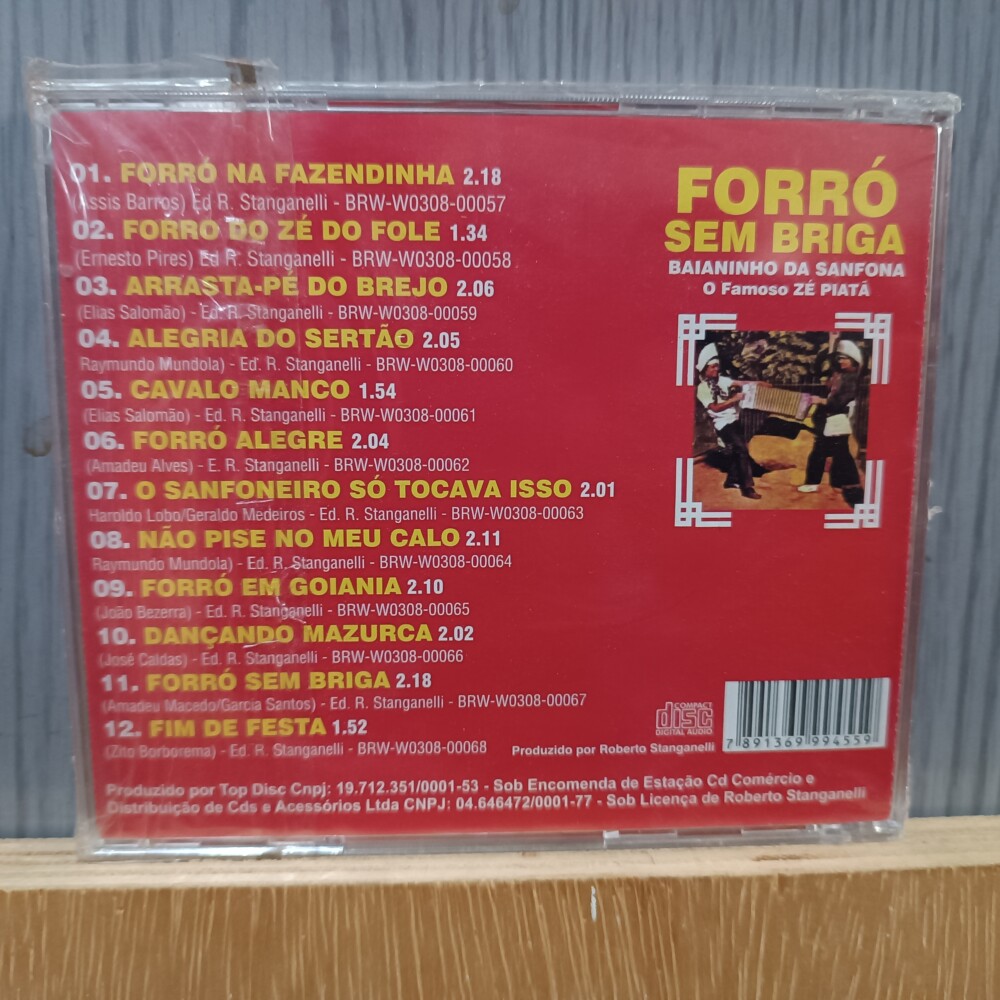 01. FORRÓ NA FAZENDINHA 2.18
(Assis Barros) Ed R. Stanganelli - BRW-W0308-00057
02. FORRO DO ZÉ DO FOLE 1.34
(Ernesto Pires) Ed R. Stanganelli - BRW-W0308-00058
03. ARRASTA-PÉ DO BREJO 2.06
(Elias Salomão) - Ed. R. Stanganelli - BRW-W0308-00059
04. ALEGRIA DO SERTÃO 2.05
Raymundo Mundola) - Ed. R. Stanganelli - BRW-W0308-00060
05. CAVALO MANCO 1.54
(Elias Salomão) - Ed. R. Stanganelli - BRW-W0308-00061
06. FORRÓ ALEGRE 2.04
(Amadeu Alves) - E. R. Stanganelli - BRW-W0308-00062
07. O SANFONEIRO SÓ TOCAVA ISSO 2.01
Haroldo Lobo/Geraldo Medeiros - Ed. R. Stanganelli - BRW-W0308-00063
08. NÃO PISE NO MEU CALO 2.11
Raymundo Mundola) - Ed. R. Stanganelli - BRW-W0308-00064
09. FORRÓ EM GOIANIA 2.10
(João Bezerra) - Ed. R. Stanganelli - BRW-W0308-00065
10. DANÇANDO MAZURCA 2.02
(José Caldas) - Ed. R. Stanganelli - BRW-W0308-00066
11. FORRÓ SEM BRIGA 2.18
(Amadeu Macedo/Garcia Santos) - Ed. R. Stanganelli - BRW-W0308-00067
12. FIM DE FESTA 1.52
(Zito Borborema) - Ed. R. Stanganelli - BRW-W0308-00068
FORRÓ
SEM BRIGA
BAIANINHO DA SANFONA
O Famoso ZÉ PIATÃ
COMPACT
disc
DIGITAL AUDIO
7 891369 994559
Produzido por Roberto Stanganelli
Produzido por Top Disc Cnpj: 19.712.351/0001-53 - Sob Encomenda de Estação Cd Comércio e
Distribuição de Cds e Acessórios Ltda CNPJ: 04.646472/0001-77 - Sob Licença de Roberto Stanganelli